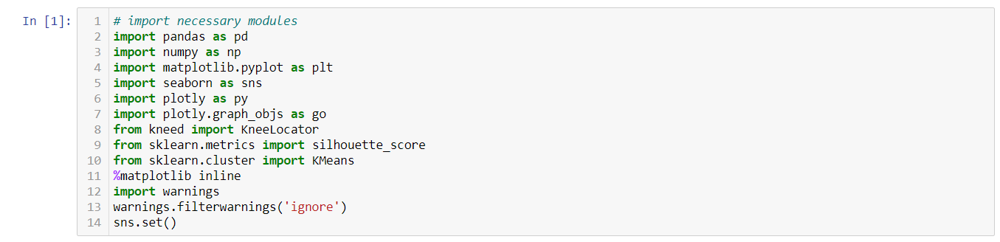 In [1]:
1 # import necessary modules
2 import pandas as pd
3 import numpy as np
4 import matplotlib.pyplot as plt
5 import seaborn as sns
6 import plotly as py
7 import plotly.graph_objs as go
8 from kneed import KneeLocator
9 from sklearn.metrics import silhouette_score
10 from sklearn.cluster import KMeans
11 %matplotlib inline
12 import warnings
13 warnings.filterwarnings('ignore')
14 sns.set()